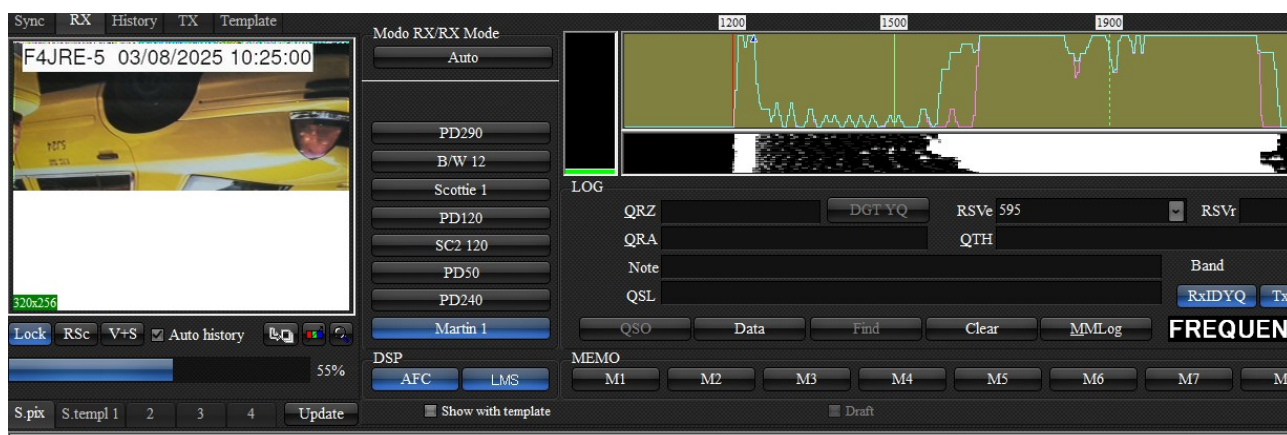 Sync RX History TX Template
F4JRE-5 03/08/2025 10:25:00
320x256
Lock RSc V+S Auto history
55%
S.pix S.templ 1 2 3 4 Update
Modo RX/RX Mode
Auto
PD290
B/W 12
Scottie 1
PD120
SC2 120
PD50
PD240
Martin 1
DSP
AFC LMS
Show with template
1200 1500 1900
LOG
QRZ DGT YQ RSVe 595 RSVr
QRA QTH
Note Band
QSL RxIDYQ Tx
QSO Data Find Clear MMLog FREQUEN
MEMO
M1 M2 M3 M4 M5 M6 M7 M
Draft